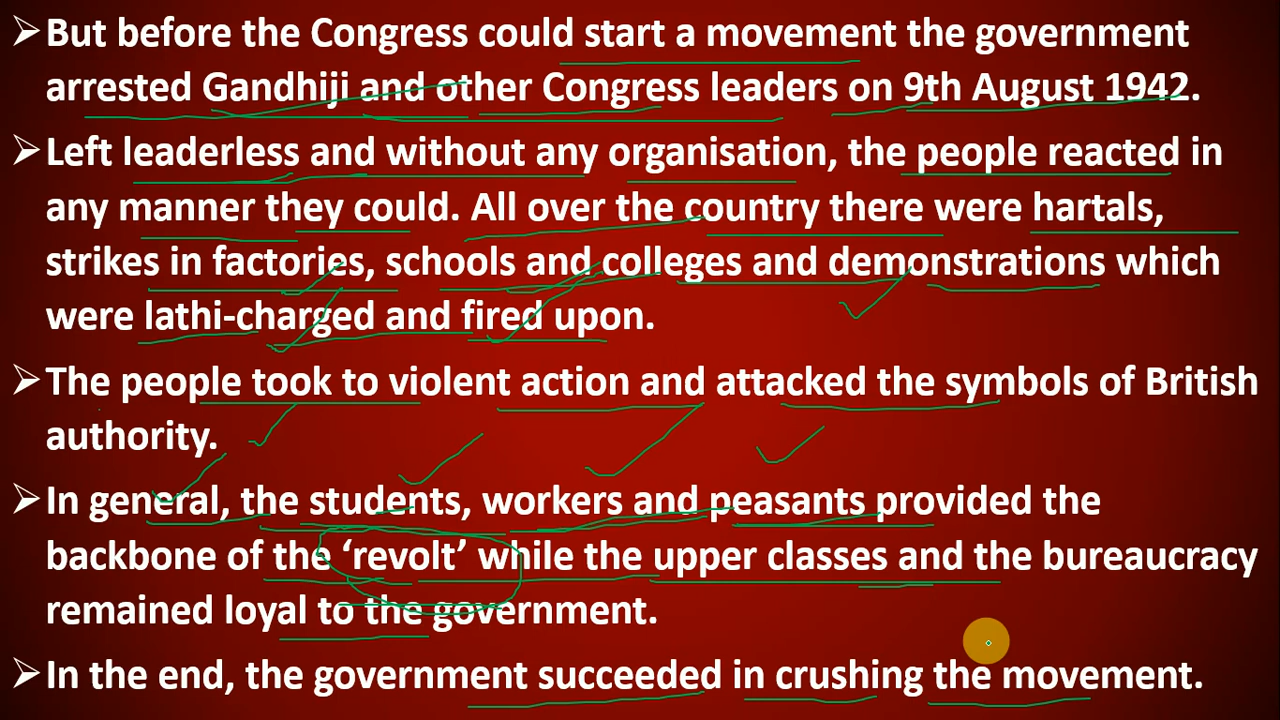 ➢But before the Congress could start a movement the government
arrested Gandhiji and other Congress leaders on 9th August 1942.
➢Left leaderless and without any organisation, the people reacted in
any manner they could. All over the country there were hartals,
strikes in factories, schools and colleges and demonstrations which
were lathi-charged and fired upon.
➢The people took to violent action and attacked the symbols of British
authority.
➢In general, the students, workers and peasants provided the
backbone of the ‘revolt’ while the upper classes and the bureaucracy
remained loyal to the government.
➢In the end, the government succeeded in crushing the movement.